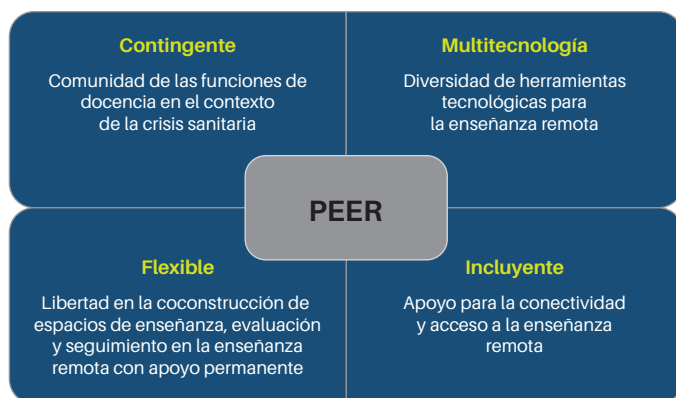 Contingente
Comunidad de las funciones de
docencia en el contexto
de la crisis sanitaria
Multitecnología
Diversidad de herramientas
tecnológicas para
la enseñanza remota
PEER
Flexible
Libertad en la coconstrucción de
espacios de enseñanza, evaluación
y seguimiento en la enseñanza
remota con apoyo permanente
Incluyente
Apoyo para la conectividad
y acceso a la enseñanza
remota